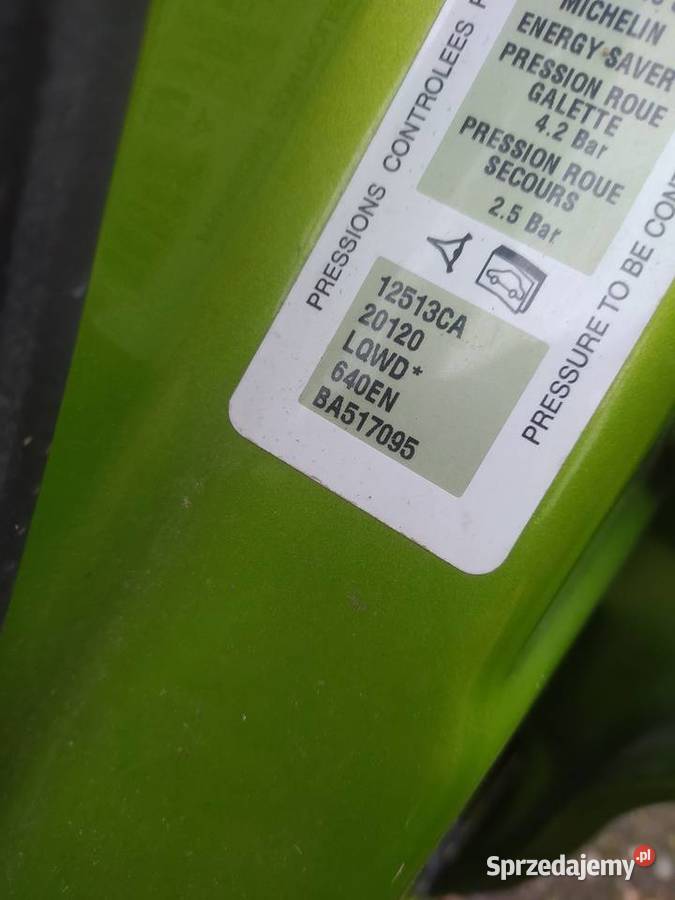 MICHELIN
ENERGY SAVER
PRESSION ROUE
GALETTE
4.2 Bar
PRESSION ROUE
SECOURS
2.5 Bar
PRESSIONS CONTROLEES
12513CA
20120
LQWD*
640EN
BA517095
PRESSURE TO BE
Sprzedajemy.pl